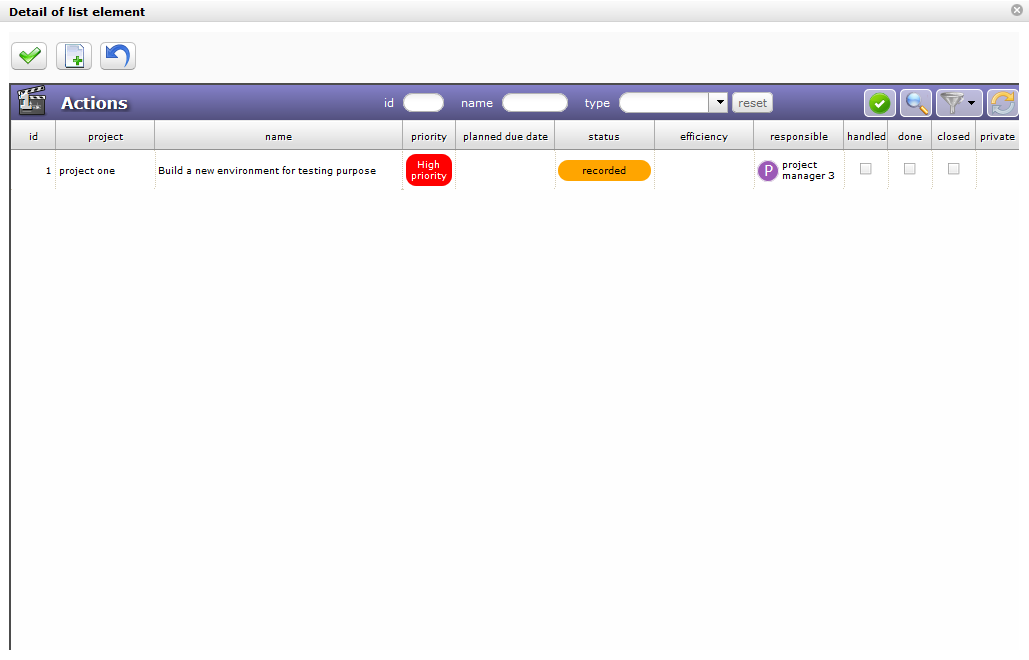 Detail of list element
Actions
id
name
type
reset
id project name priority planned due date status efficiency responsible handled done closed private
1 project one Build a new environment for testing purpose High priority recorded P project manager 3